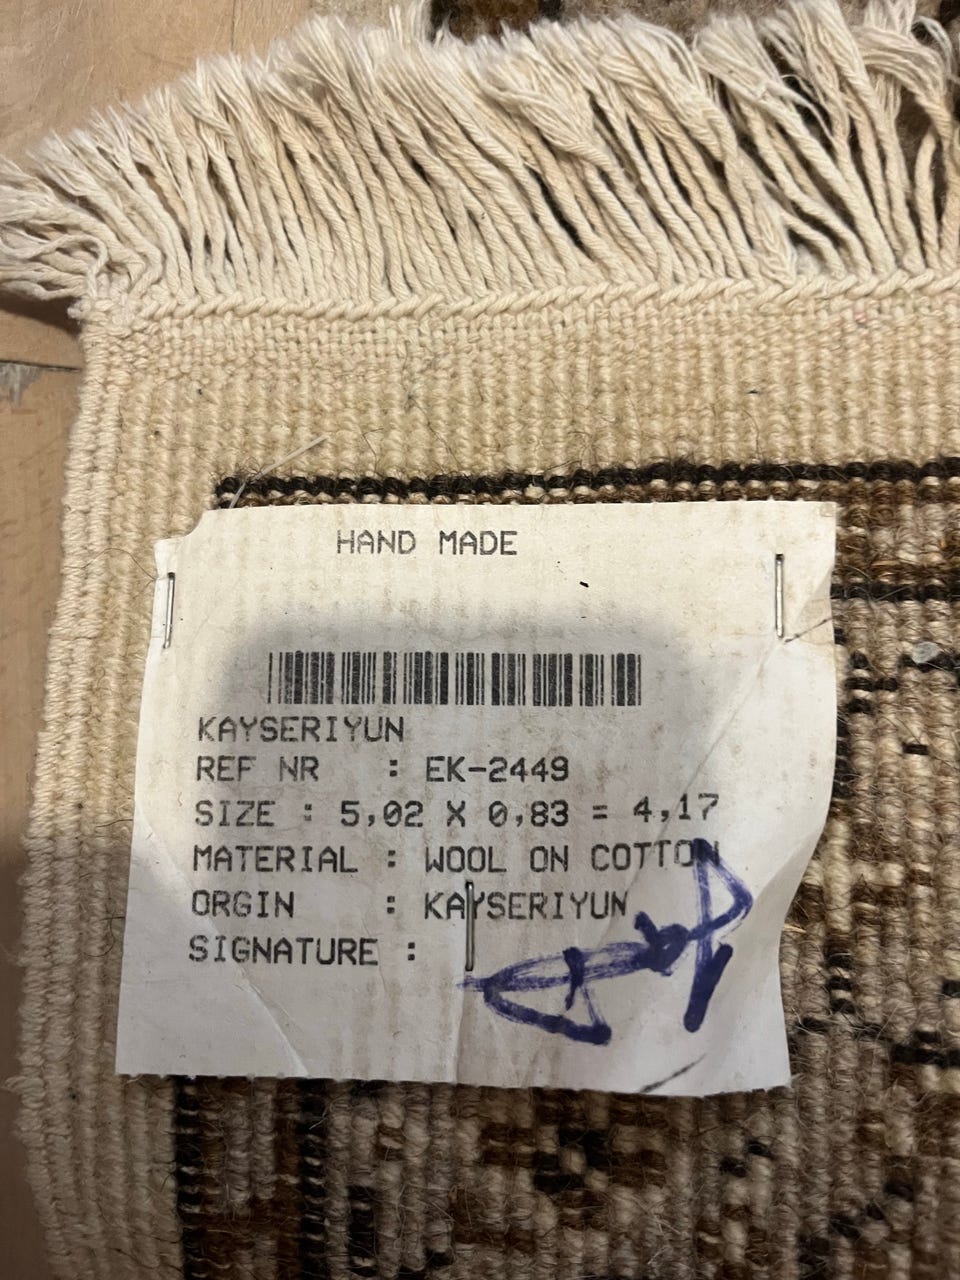 HAND MADE
KAYSERIYUN
REF NR : EK-2449
SIZE : 5,02 X 0,83 = 4,17
MATERIAL : WOOL ON COTTON
ORGIN : KAYSERIYUN
SIGNATURE :